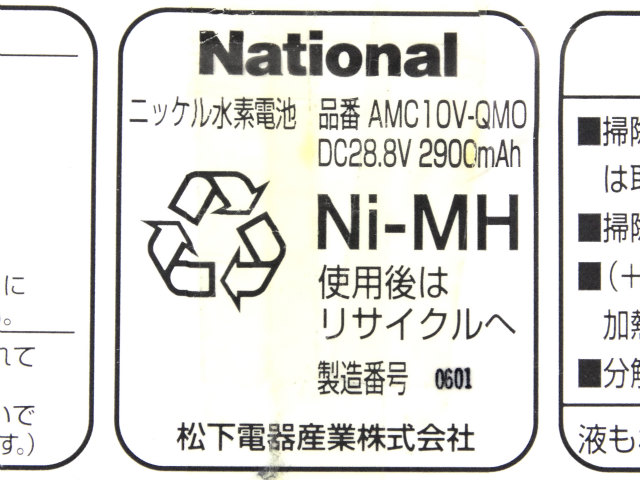 に
。
れて
いで
す。)
National
ニッケル水素電池 品番 AMC10V-QM0
DC28.8V 2900mAh
Ni-MH
使用後は
リサイクルへ
製造番号 0601
松下電器産業株式会社
■掃除
は取
■掃除
■(+
加熱
■分解
液も